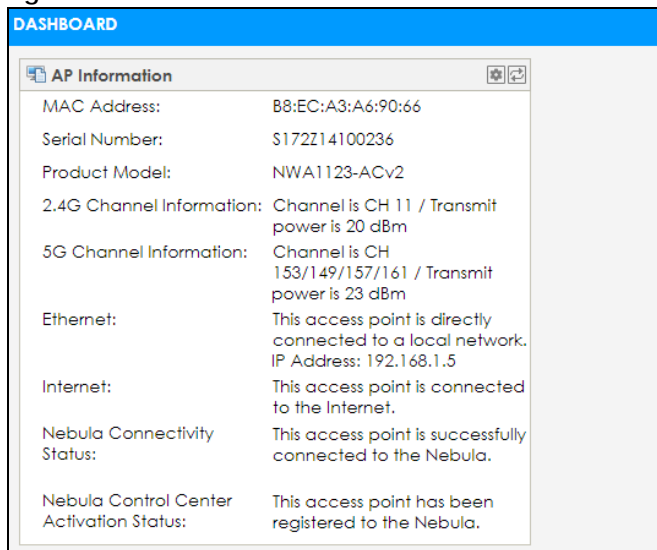 DASHBOARD
AP Information
MAC Address: B8:EC:A3:A6:90:66
Serial Number: S172Z14100236
Product Model: NWA1123-ACv2
2.4G Channel Information: Channel is CH 11 / Transmit
power is 20 dBm
5G Channel Information: Channel is CH
153/149/157/161 / Transmit
power is 23 dBm
Ethernet: This access point is directly
connected to a local network.
IP Address: 192.168.1.5
Internet: This access point is connected
to the Internet.
Nebula Connectivity
Status:
This access point is successfully
connected to the Nebula.
Nebula Control Center
Activation Status:
This access point has been
registered to the Nebula.